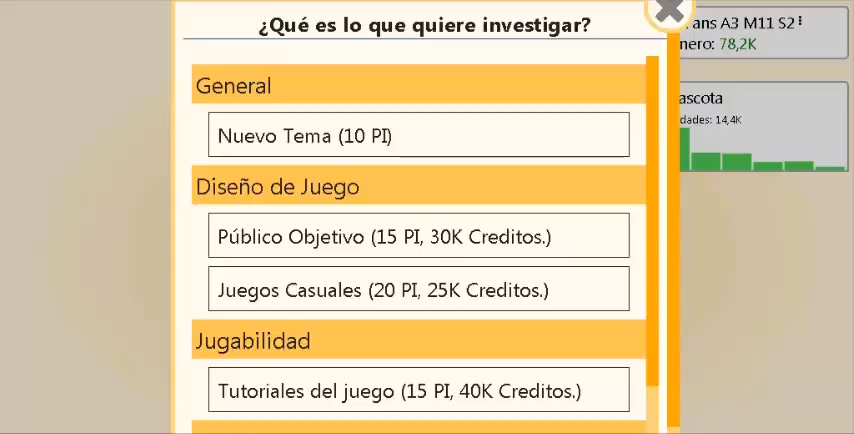 ¿Qué es lo que quiere investigar?
General
Nuevo Tema (10 PI)
Diseño de Juego
Público Objetivo (15 PI, 30K Creditos.)
Juegos Casuales (20 PI, 25K Creditos.)
Jugabilidad
Tutoriales del juego (15 PI, 40K Creditos.)
ans A3 M11 S2
nero: 78,2K
ascota
dades: 14,4K